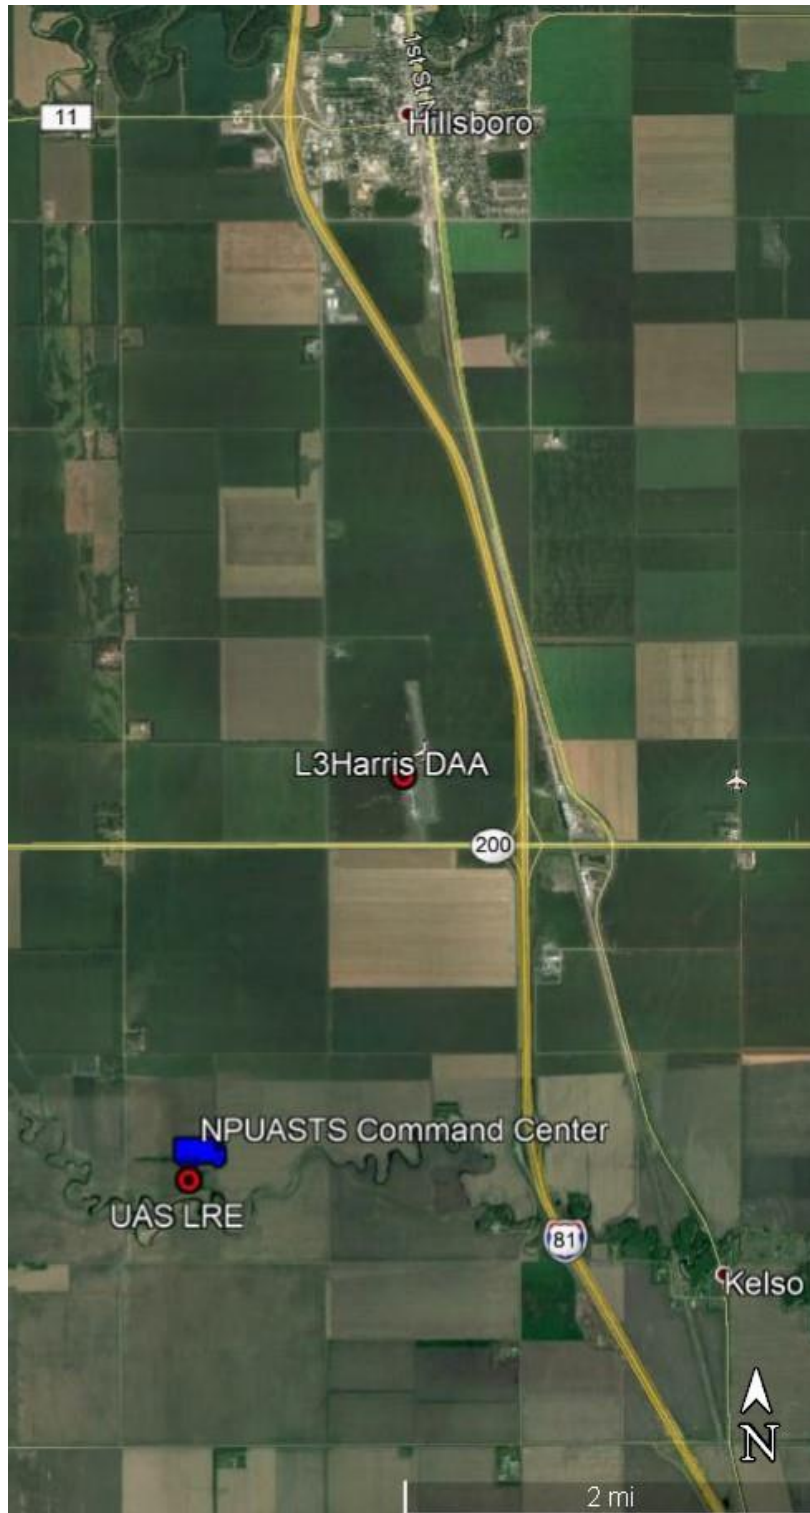 1st St N
11
Hillsboro
L3Harris DAA
200
NPUASTS Command Center
UAS LRE
81
Kelso
N
2 mi